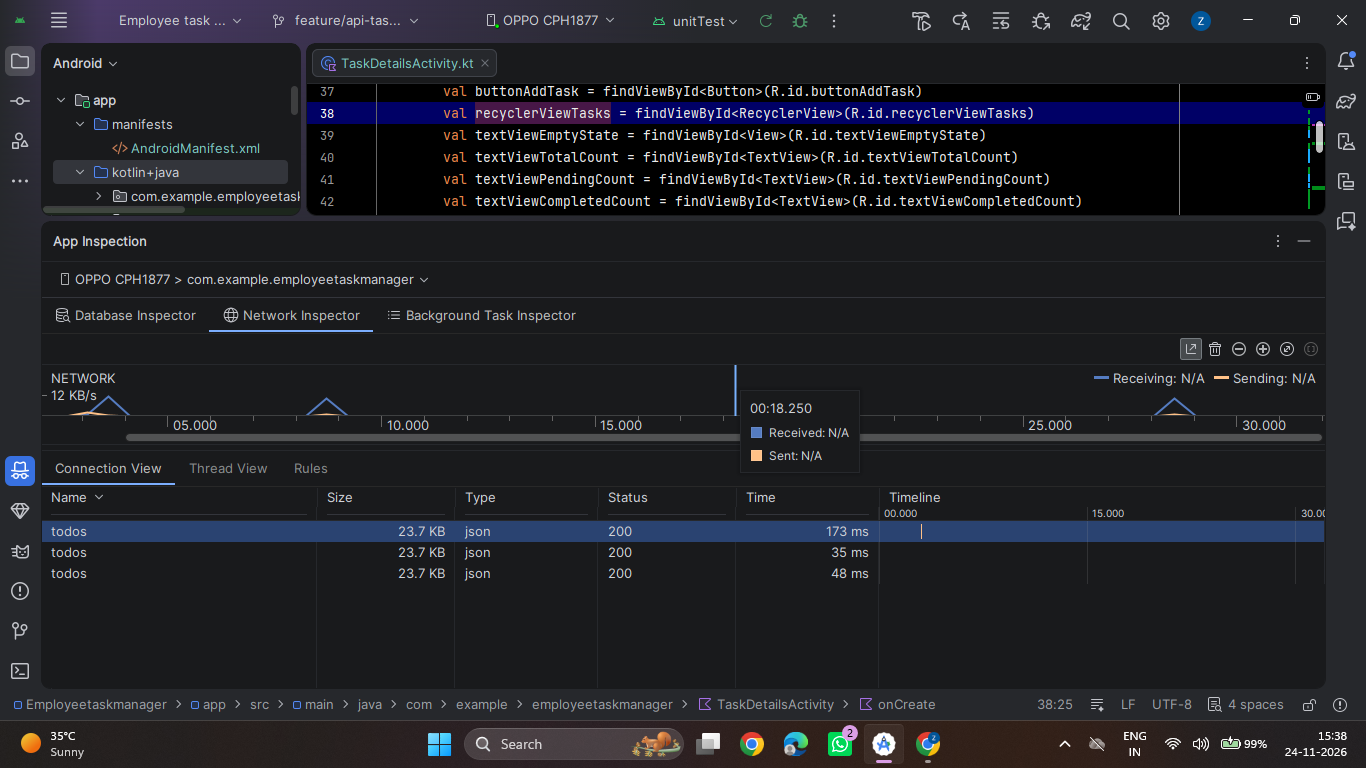 Employee task ...
feature/api-tas...
OPPO CPH1877
unitTest
Z
Android
app
manifests
</> AndroidManifest.xml
kotlin+java
com.example.employeetask
TaskDetailsActivity.kt
37 val buttonAddTask = findViewById<Button>(R.id.buttonAddTask)
38 val recyclerViewTasks = findViewById<RecyclerView>(R.id.recyclerViewTasks)
39 val textViewEmptyState = findViewById<View>(R.id.textViewEmptyState)
40 val textViewTotalCount = findViewById<TextView>(R.id.textViewTotalCount)
41 val textViewPendingCount = findViewById<TextView>(R.id.textViewPendingCount)
42 val textViewCompletedCount = findViewById<TextView>(R.id.textViewCompletedCount)
App Inspection
OPPO CPH1877 > com.example.employeetaskmanager
Database Inspector Network Inspector Background Task Inspector
NETWORK
12 KB/s
Receiving: N/A Sending: N/A
05.000 10.000 15.000 25.000 30.000
00:18.250
Received: N/A
Sent: N/A
Connection View Thread View Rules
Name Size Type Status Time Timeline
00.000 15.000 30.00
todos 23.7 KB json 200 173 ms
todos 23.7 KB json 200 35 ms
todos 23.7 KB json 200 48 ms
Employeetaskmanager > app > src > main > java > com > example > employeetaskmanager > TaskDetailsActivity > onCreate
38:25 LF UTF-8 4 spaces
35°C
Sunny
Search
2
Z
ENG
IN
99%
15:38
24-11-2026